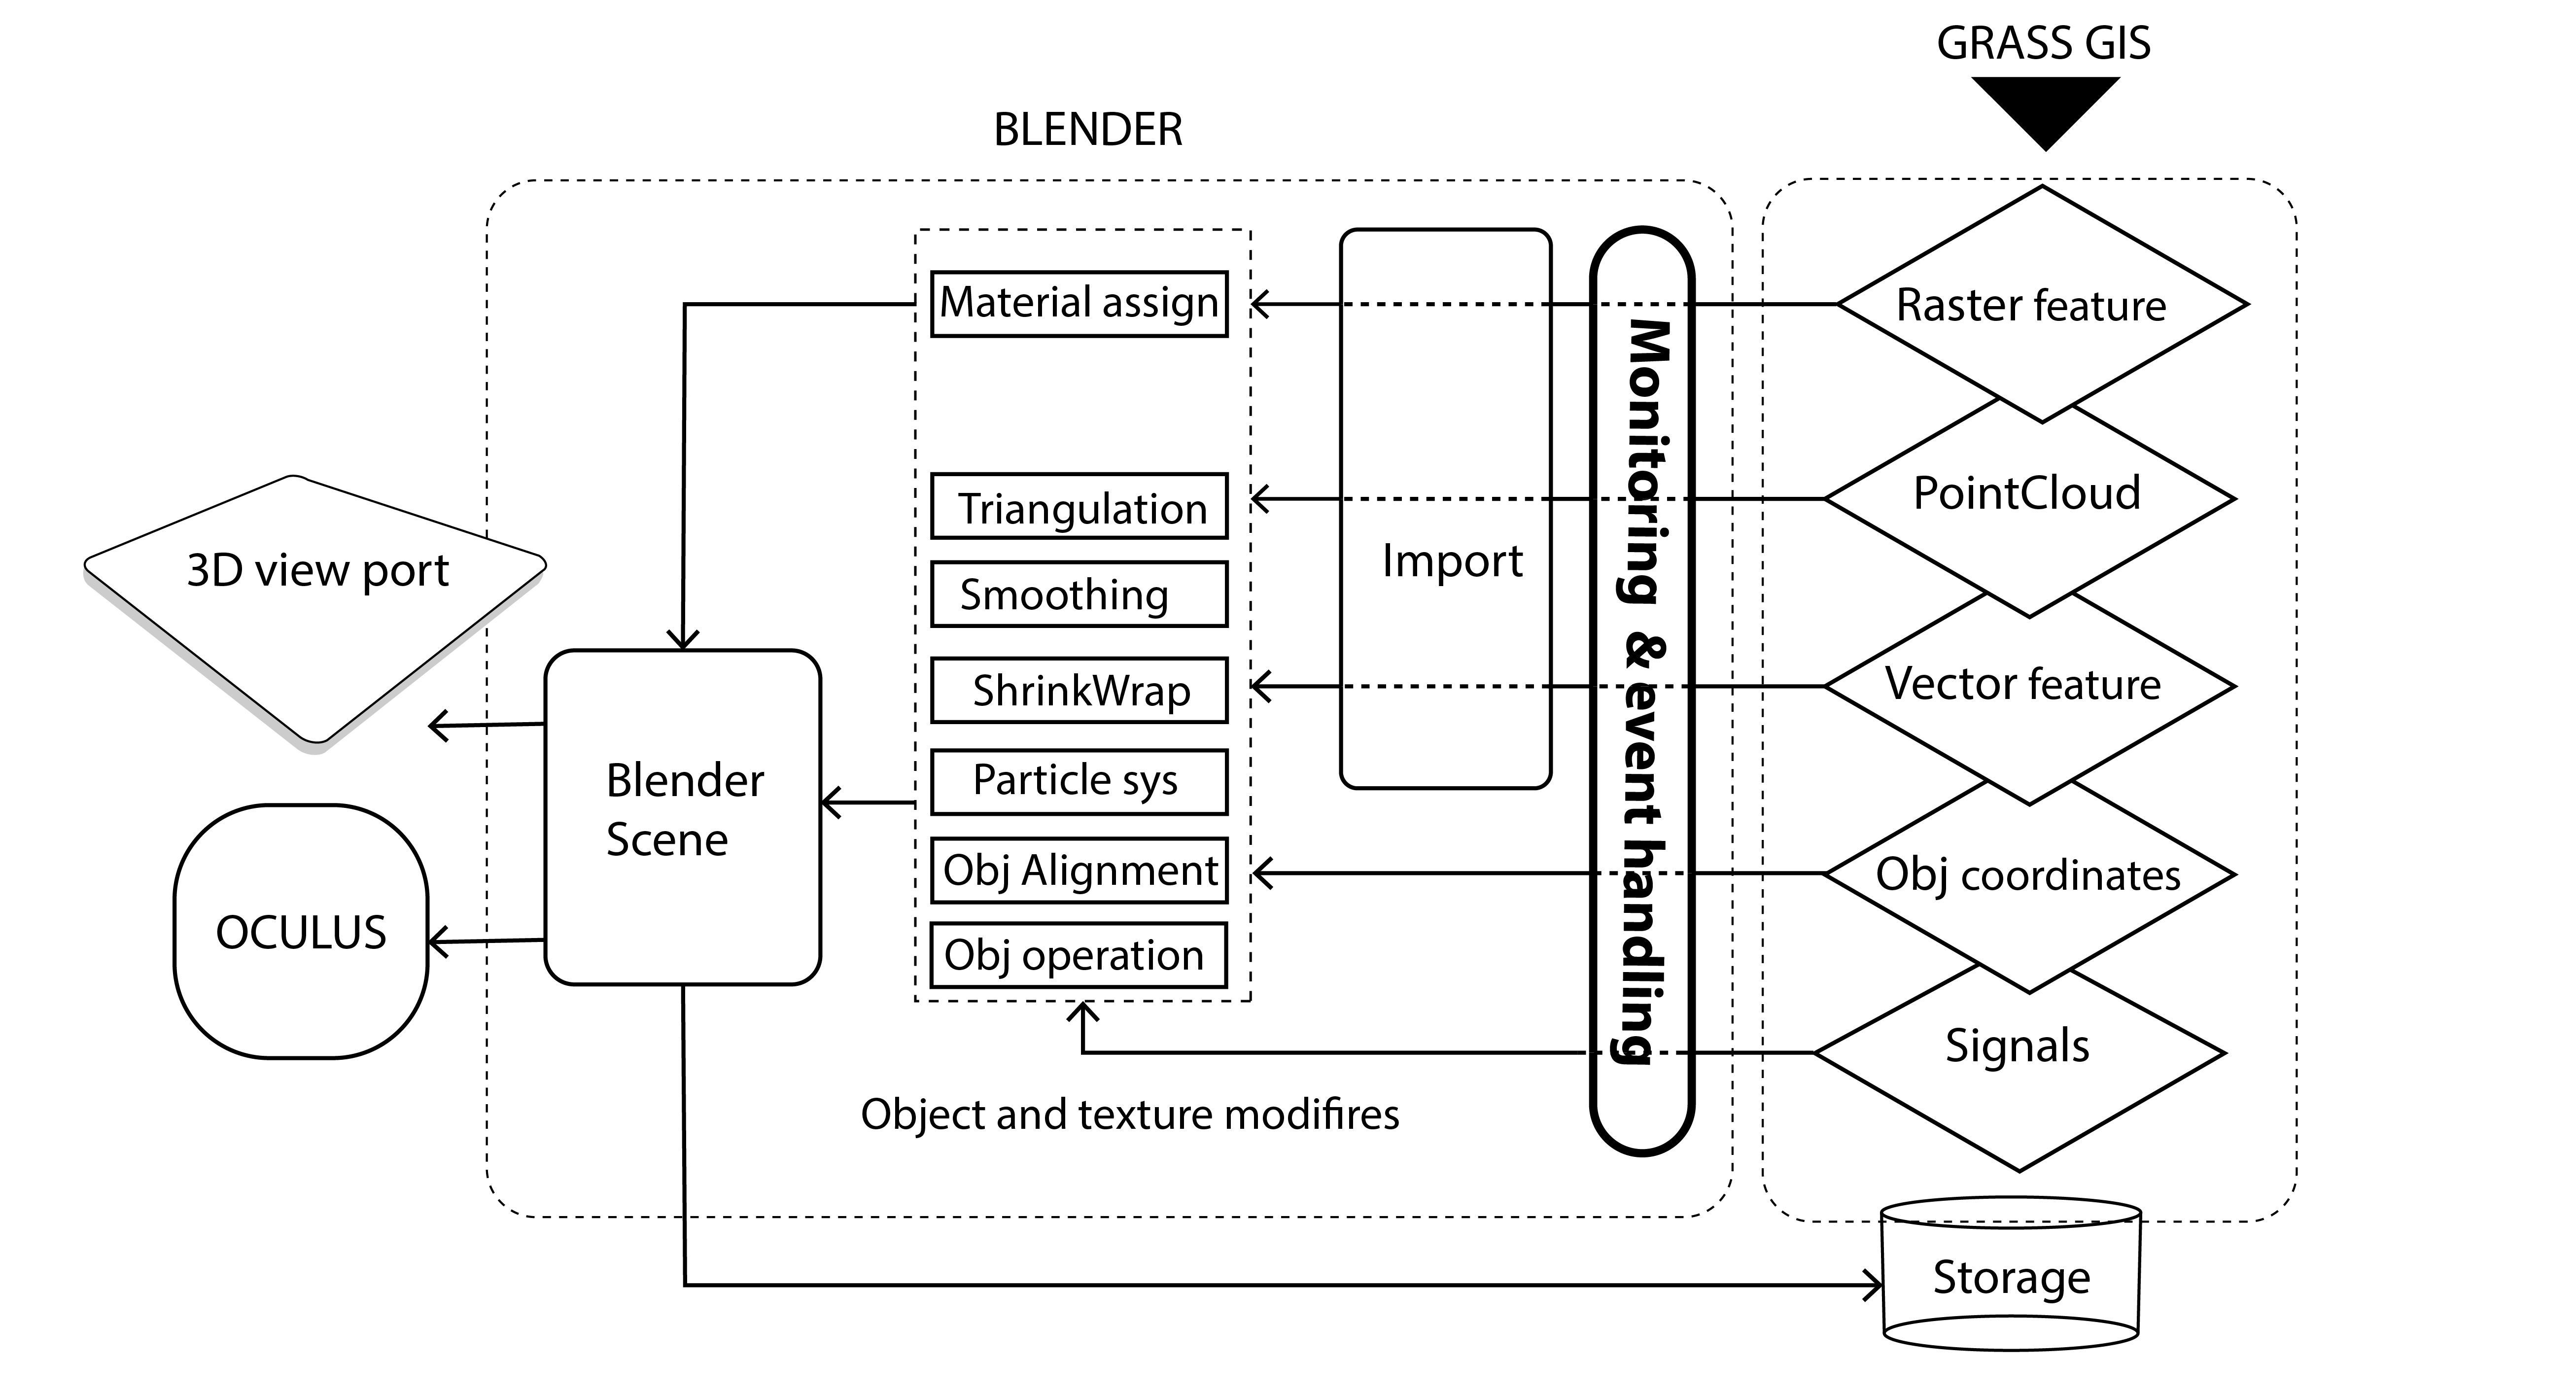 GRASS GIS
BLENDER
Material assign
Triangulation
Smoothing
ShrinkWrap
Particle sys
Obj Alignment
Obj operation
Import
Monitoring & event handling
Raster feature
PointCloud
Vector feature
Obj coordinates
Signals
3D view port
Blender
Scene
OCULUS
Object and texture modifires
Storage